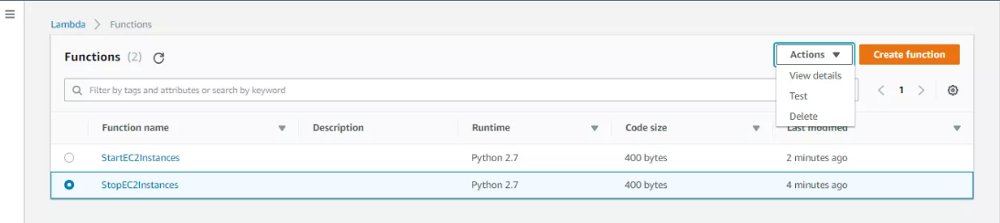 Lambda > Functions
Functions (2)
Actions ▼ Create function
View details
Test
Delete
Filter by tags and attributes or search by keyword
< 1 >
Function name Description Runtime Code size Last modified
StartEC2Instances Python 2.7 400 bytes 2 minutes ago
StopEC2Instances Python 2.7 400 bytes 4 minutes ago